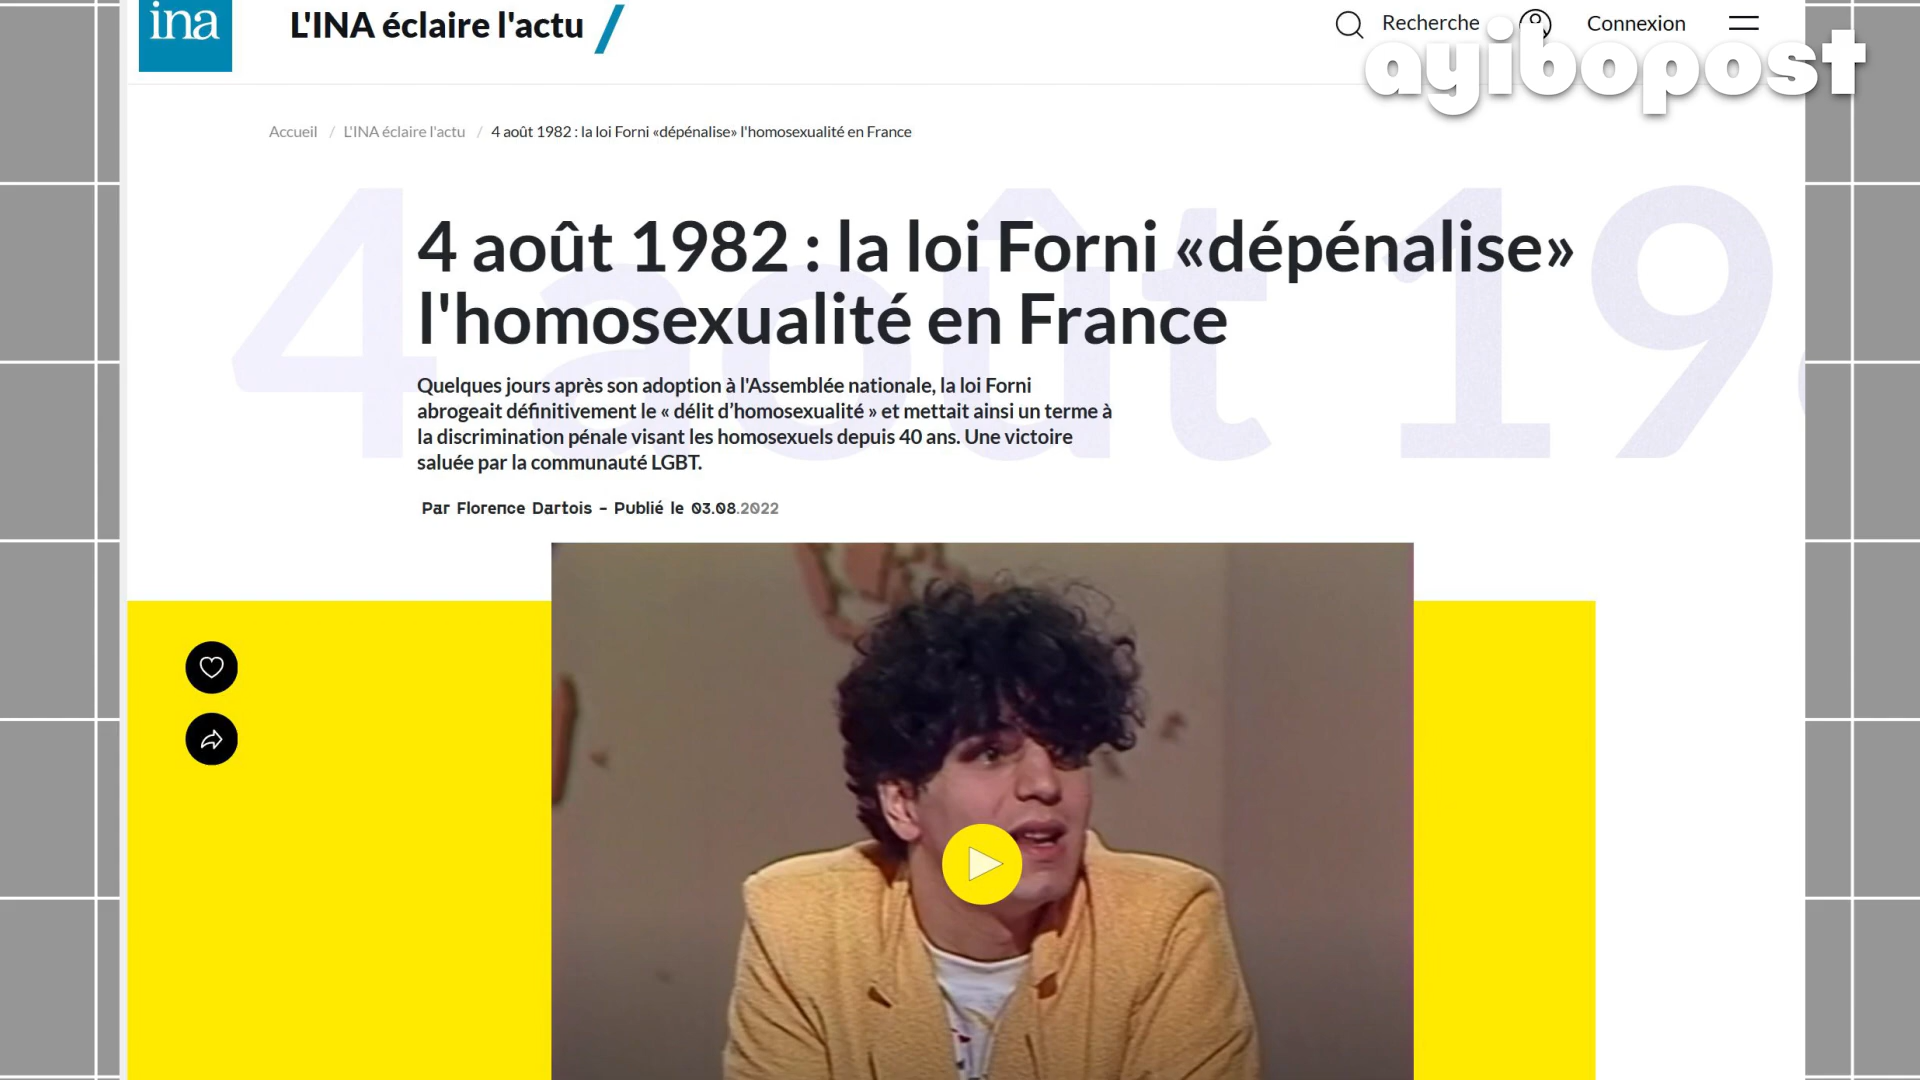 ina
L'INA éclaire l'actu
Recherche
Connexion
ayibopost
Accueil / L'INA éclaire l'actu / 4 août 1982 : la loi Forni «dépénalise» l'homosexualité en France
4 août 19
4 août 1982 : la loi Forni «dépénalise»
l'homosexualité en France
Quelques jours après son adoption à l'Assemblée nationale, la loi Forni
abrogeait définitivement le « délit d’homosexualité » et mettait ainsi un terme à
la discrimination pénale visant les homosexuels depuis 40 ans. Une victoire
saluée par la communauté LGBT.
Par Florence Dartois - Publié le 03.08.2022